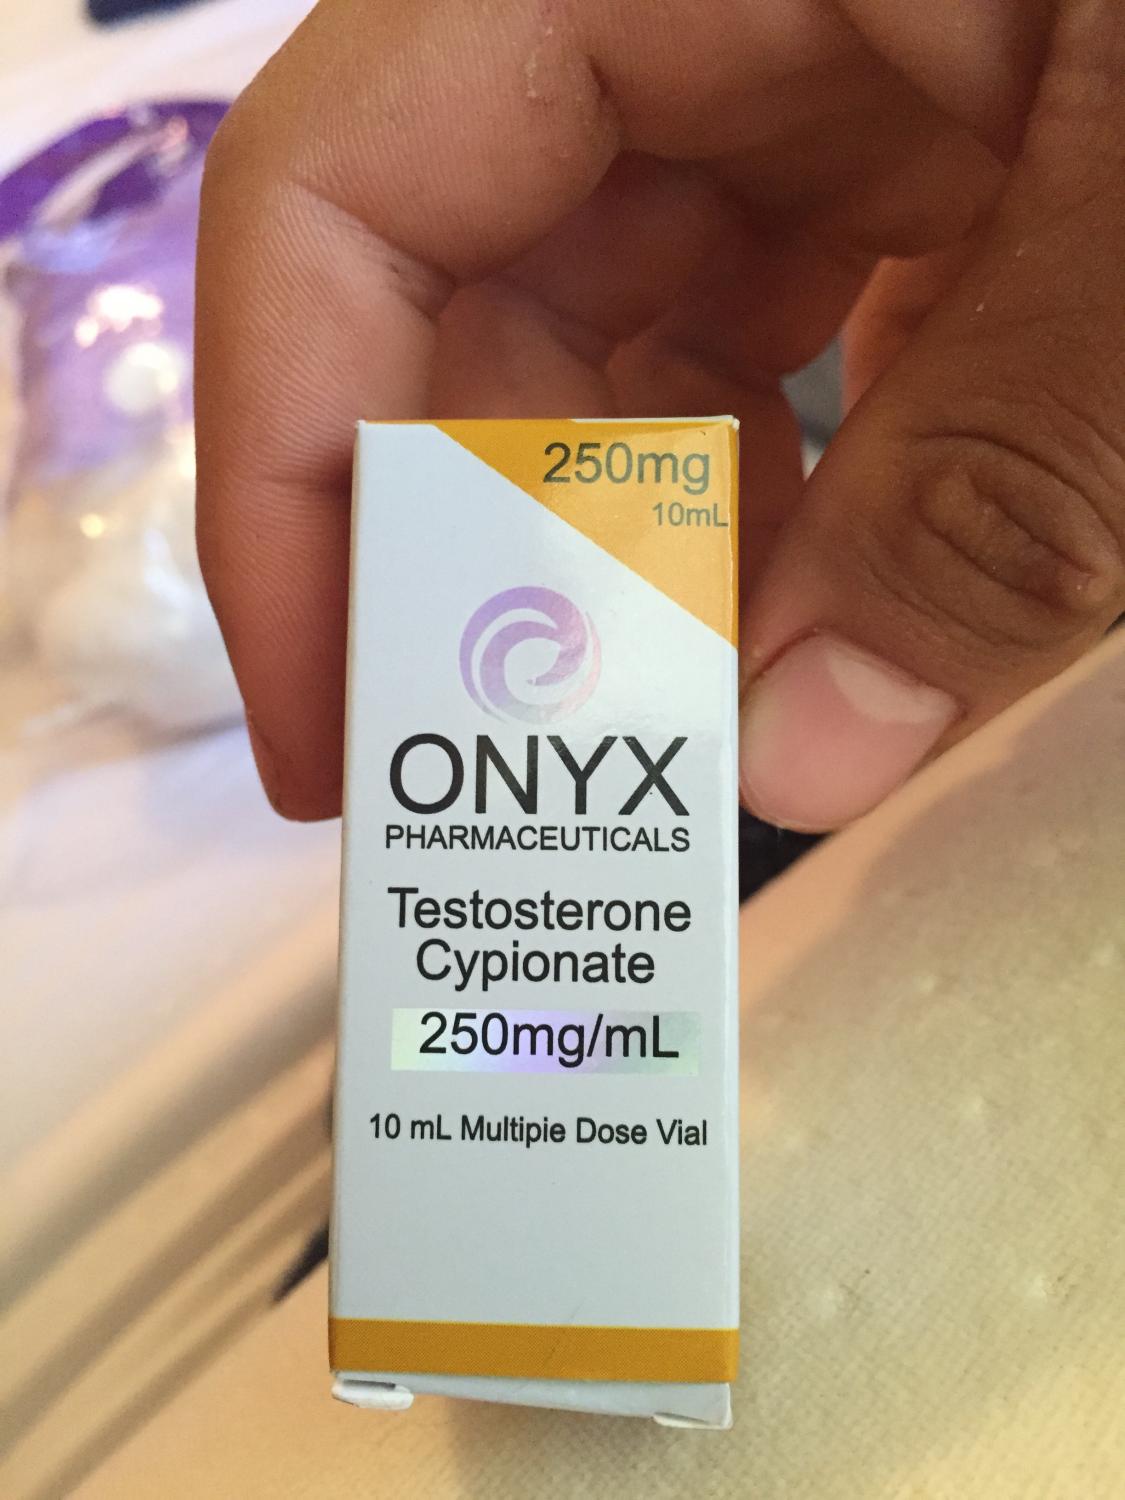 250mg
10mL
ONYX
PHARMACEUTICALS
Testosterone
Cypionate
250mg/mL
10 mL Multipie Dose Vial